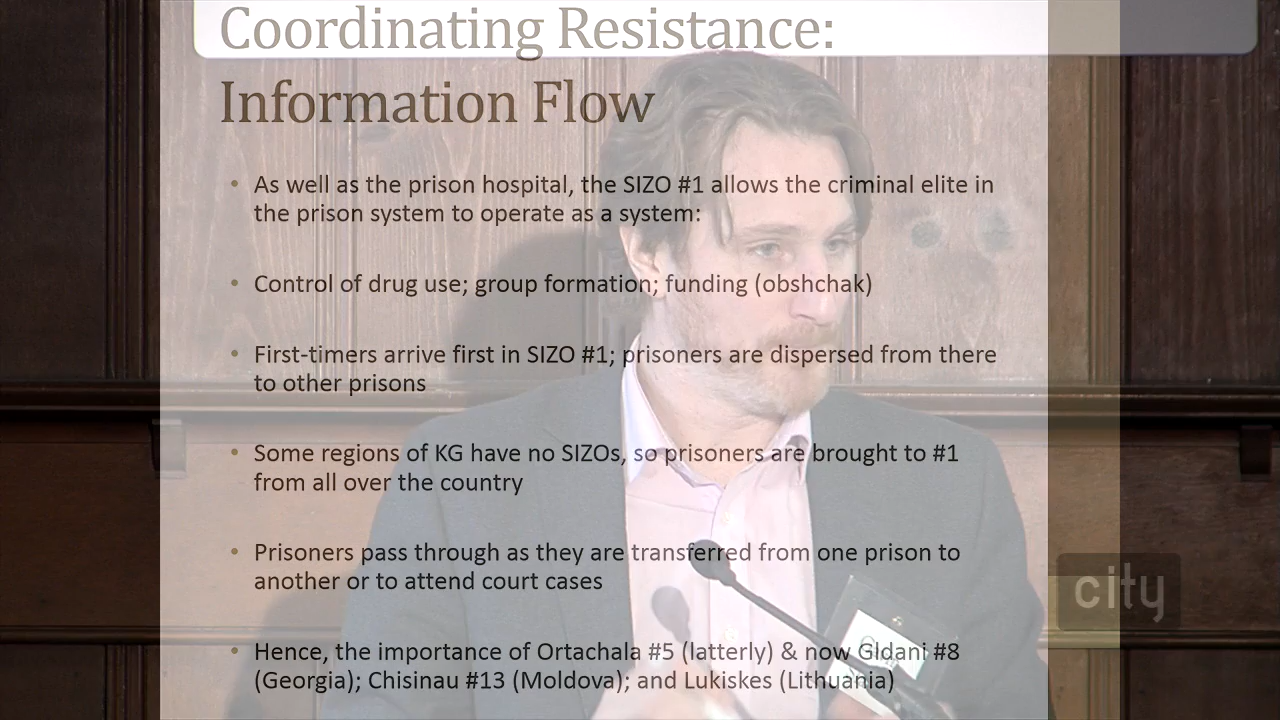 Coordinating Resistance:
Information Flow
• As well as the prison hospital, the SIZO #1 allows the criminal elite in
the prison system to operate as a system:
• Control of drug use; group formation; funding (obshchak)
• First-timers arrive first in SIZO #1; prisoners are dispersed from there
to other prisons
• Some regions of KG have no SIZOs, so prisoners are brought to #1
from all over the country
• Prisoners pass through as they are transferred from one prison to
another or to attend court cases
• Hence, the importance of Ortachala #5 (latterly) & now Gldani #8
(Georgia); Chisinau #13 (Moldova); and Lukiskes (Lithuania)
city